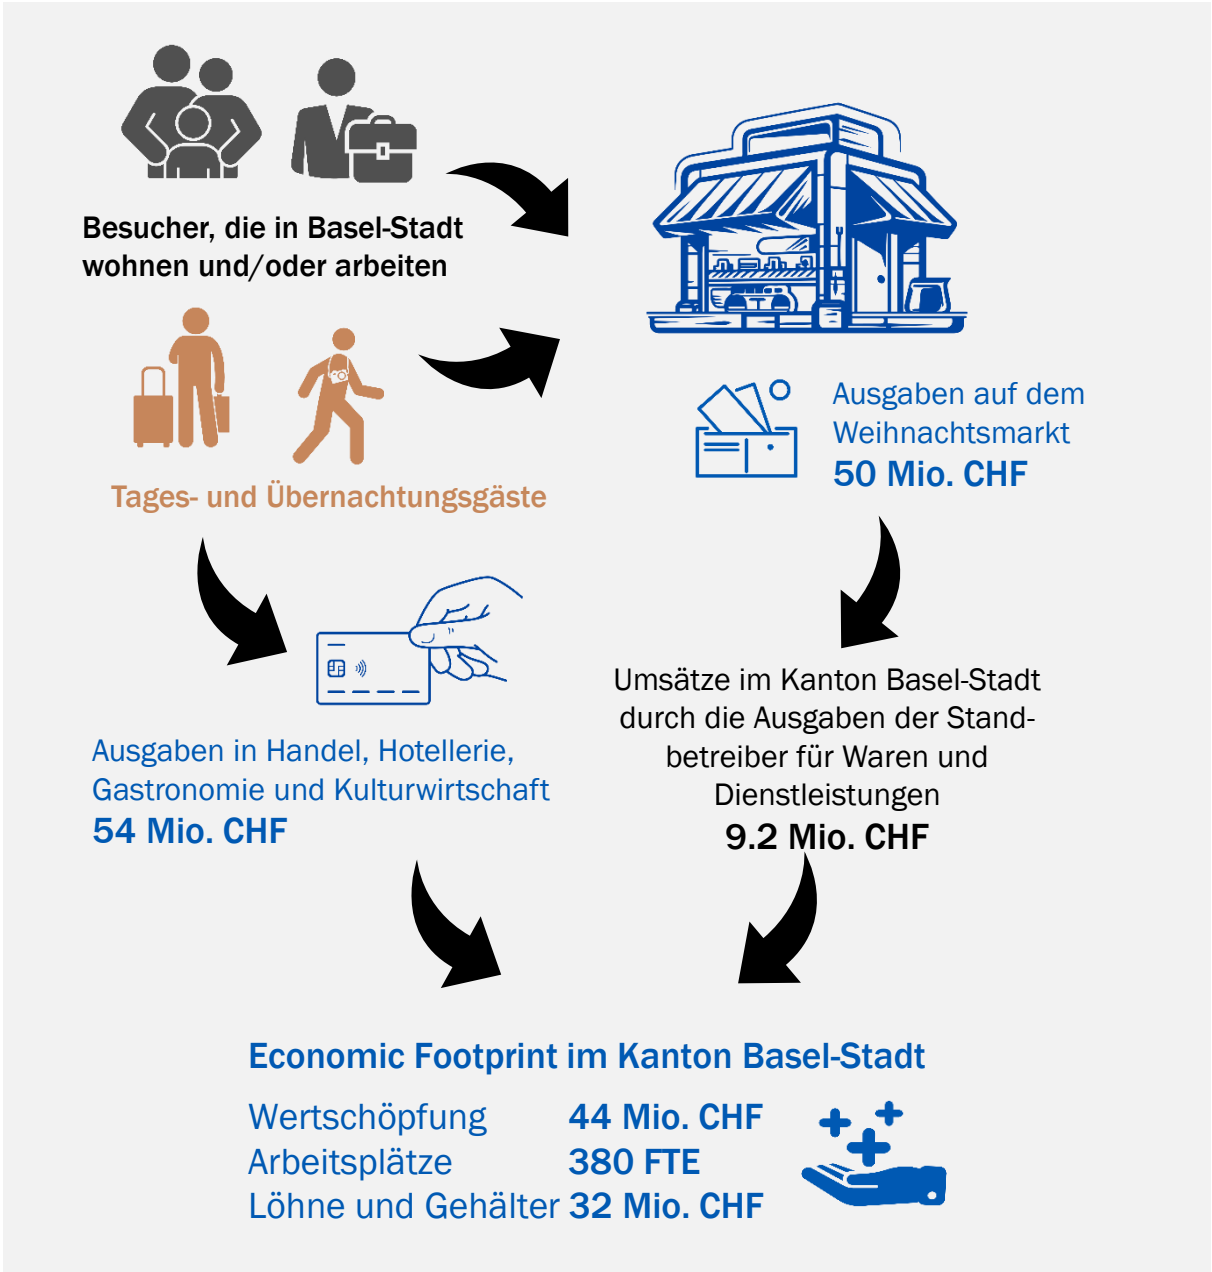 Besucher, die in Basel-Stadt
wohnen und/oder arbeiten
Tages- und Übernachtungsgäste
Ausgaben auf dem
Weihnachtsmarkt
50 Mio. CHF
Ausgaben in Handel, Hotellerie,
Gastronomie und Kulturwirtschaft
54 Mio. CHF
Umsätze im Kanton Basel-Stadt
durch die Ausgaben der Stand-
betreiber für Waren und
Dienstleistungen
9.2 Mio. CHF
Economic Footprint im Kanton Basel-Stadt
Wertschöpfung 44 Mio. CHF
Arbeitsplätze 380 FTE
Löhne und Gehälter 32 Mio. CHF